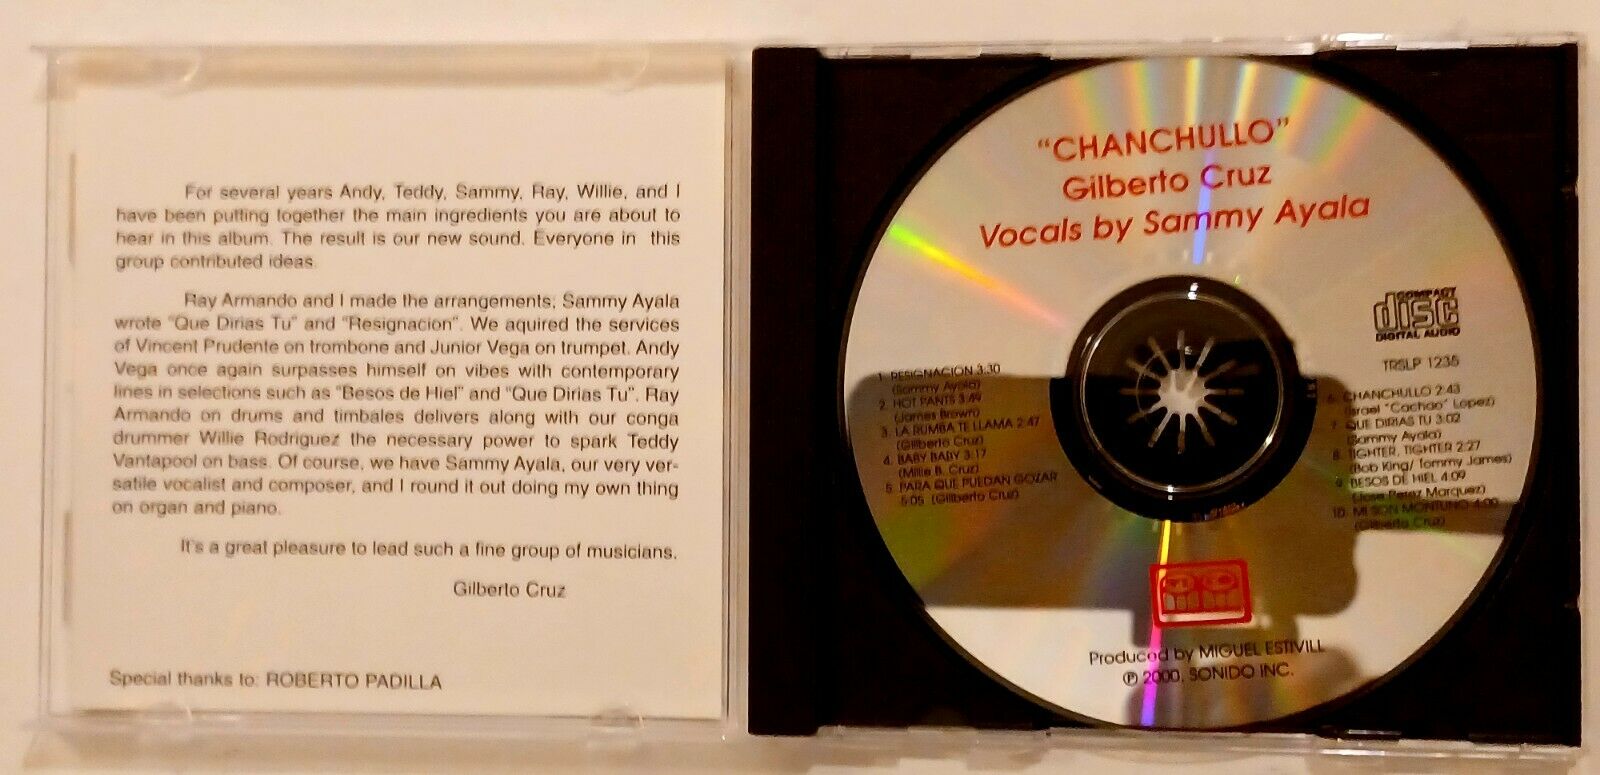 For several years Andy, Teddy, Sammy, Ray, Willie, and I
have been putting together the main ingredients you are about to
hear in this album. The result is our new sound. Everyone in this
group contributed ideas.
Ray Armando and I made the arrangements; Sammy Ayala
wrote "Que Dirias Tu" and "Resignacion". We aquired the services
of Vincent Prudente on trombone and Junior Vega on trumpet. Andy
Vega once again surpasses himself on vibes with contemporary
lines in selections such as "Besos de Hiel" and "Que Dirias Tu". Ray
Armando on drums and timbales delivers along with our conga
drummer Willie Rodriguez the necessary power to spark Teddy
Vantapool on bass. Of course, we have Sammy Ayala, our very ver-
satile vocalist and composer, and I round it out doing my own thing
on organ and piano.
It's a great pleasure to lead such a fine group of musicians.
Gilberto Cruz
Special thanks to: ROBERTO PADILLA
"CHANCHULLO"
Gilberto Cruz
Vocals by Sammy Ayala
COMPACT
disc
DIGITAL AUDIO
TRSLP 1235
1. RESIGNACION 3:30
(Sammy Ayala)
2. HOT PANTS 3:49
(James Brown)
3. LA RUMBA TE LLAMA 2:47
(Gilberto Cruz)
4. BABY BABY 3:17
(Millie B. Cruz)
5. PARA QUE PUEDAN GOZAR
5:05 (Gilberto Cruz)
6. CHANCHULLO 2:43
(Israel "Cachao" Lopez)
7. QUE DIRIAS TU 3:02
(Sammy Ayala)
8. TIGHTER, TIGHTER 2:27
(Bob King/ Tommy James)
9. BESOS DE HIEL 4:09
(Jose Perez Marquez)
10. MI SON MONTUNO 4:00
(Gilberto Cruz)
Produced by MIGUEL ESTIVILL
℗ 2000, SONIDO INC.